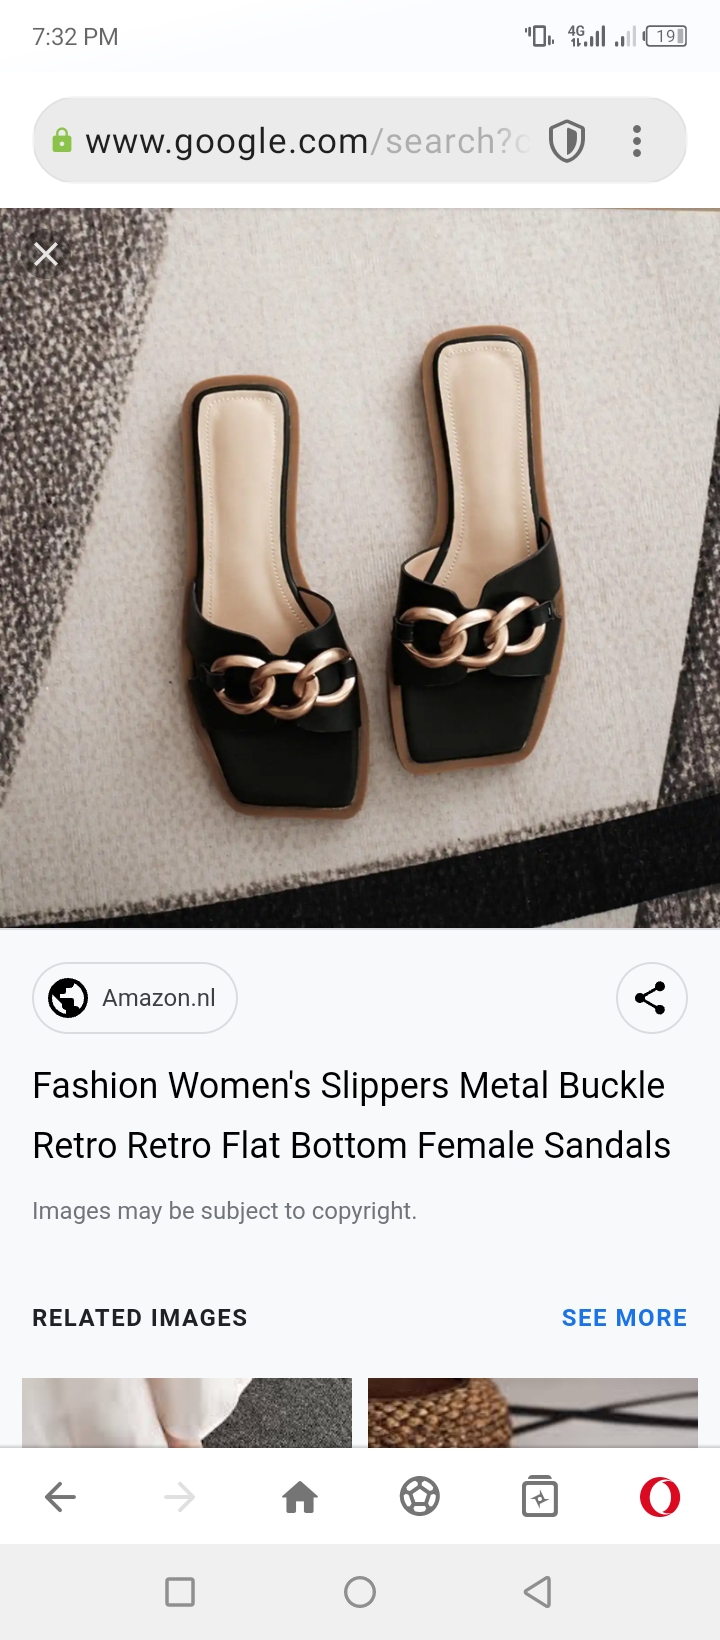 7:32 PM
4G
19
www.google.com/search?
Amazon.nl
Fashion Women's Slippers Metal Buckle
Retro Retro Flat Bottom Female Sandals
Images may be subject to copyright.
RELATED IMAGES
SEE MORE